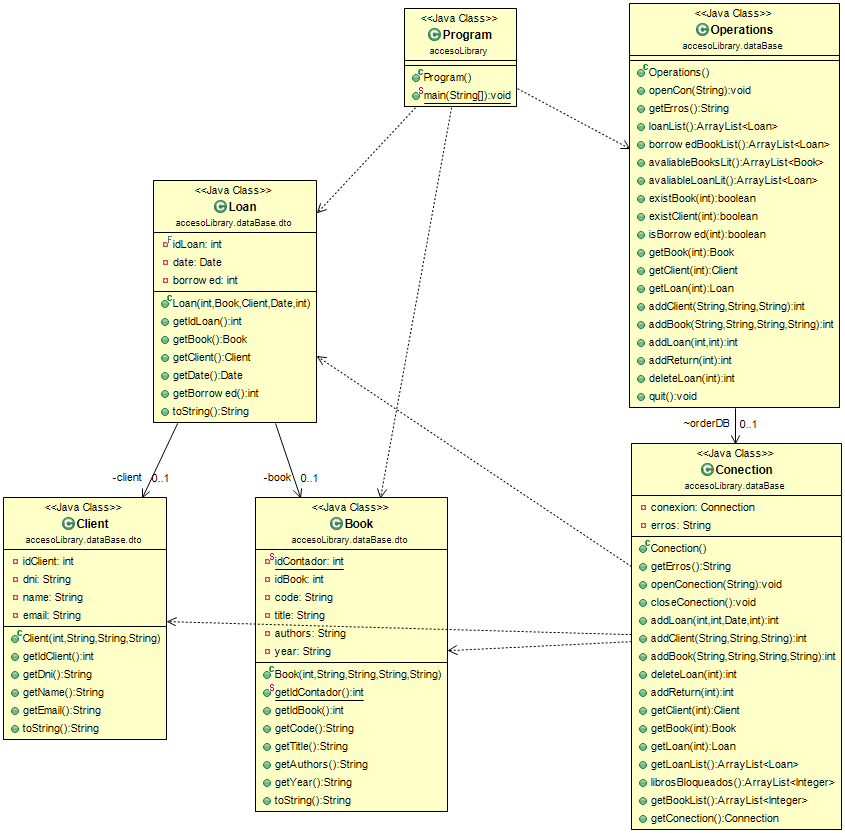 <<Java Class>>
Program
accesoLibrary
Program()
main(String[]):void
<<Java Class>>
Operations
accesoLibrary.dataBase
Operations()
openCon(String):void
getErros():String
loanList():ArrayList<Loan>
borrowedBookList():ArrayList<Loan>
avaliableBooksLit():ArrayList<Book>
avaliableLoanLit():ArrayList<Loan>
existBook(int):boolean
existClient(int):boolean
isBorrowed(int):boolean
getBook(int):Book
getClient(int):Client
getLoan(int):Loan
addClient(String,String,String):int
addBook(String,String,String,String):int
addLoan(int,int):int
addReturn(int):int
deleteLoan(int):int
quit():void
~orderDB 0..1
<<Java Class>>
Loan
accesoLibrary.dataBase.dto
idLoan: int
date: Date
borrowed: int
Loan(int,Book,Client,Date,int)
getIdLoan():int
getBook():Book
getClient():Client
getDate():Date
getBorrowed():int
toString():String
-client 0..1
-book 0..1
<<Java Class>>
Client
accesoLibrary.dataBase.dto
idClient: int
dni: String
name: String
email: String
Client(int,String,String,String)
getIdClient():int
getDni():String
getName():String
getEmail():String
toString():String
<<Java Class>>
Book
accesoLibrary.dataBase.dto
idContador: int
idBook: int
code: String
title: String
authors: String
year: String
Book(int,String,String,String,String)
getIdContador():int
getIdBook():int
getCode():String
getTitle():String
getAuthors():String
getYear():String
toString():String
<<Java Class>>
Conection
accesoLibrary.dataBase
conexion: Connection
erros: String
Conection()
getErros():String
openConection(String):void
closeConection():void
addLoan(int,int,Date,int):int
addClient(String,String,String):int
addBook(String,String,String,String):int
deleteLoan(int):int
addReturn(int):int
getClient(int):Client
getBook(int):Book
getLoan(int):Loan
getLoanList():ArrayList<Loan>
librosBloqueados():ArrayList<Integer>
getBookList():ArrayList<Integer>
getConection():Connection